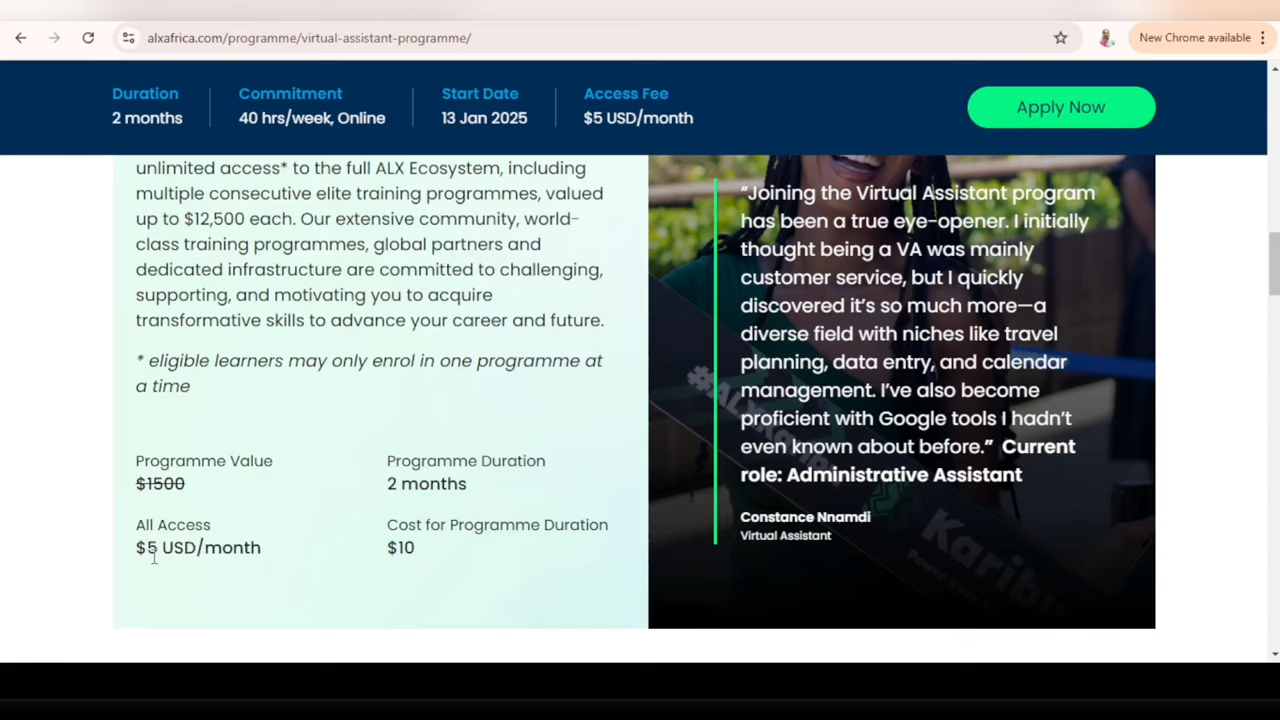 alxafrica.com/programme/virtual-assistant-programme/
New Chrome available
Duration
2 months
Commitment
40 hrs/week, Online
Start Date
13 Jan 2025
Access Fee
$5 USD/month
Apply Now
unlimited access* to the full ALX Ecosystem, including
multiple consecutive elite training programmes, valued
up to $12,500 each. Our extensive community, world-
class training programmes, global partners and
dedicated infrastructure are committed to challenging,
supporting, and motivating you to acquire
transformative skills to advance your career and future.
* eligible learners may only enrol in one programme at
a time
Programme Value
$1500
Programme Duration
2 months
All Access
$5 USD/month
Cost for Programme Duration
$10
“Joining the Virtual Assistant program
has been a true eye-opener. I initially
thought being a VA was mainly
customer service, but I quickly
discovered it’s so much more—a
diverse field with niches like travel
planning, data entry, and calendar
management. I’ve also become
proficient with Google tools I hadn’t
even known about before.” Current
role: Administrative Assistant
Constance Nnamdi
Virtual Assistant
Karibu